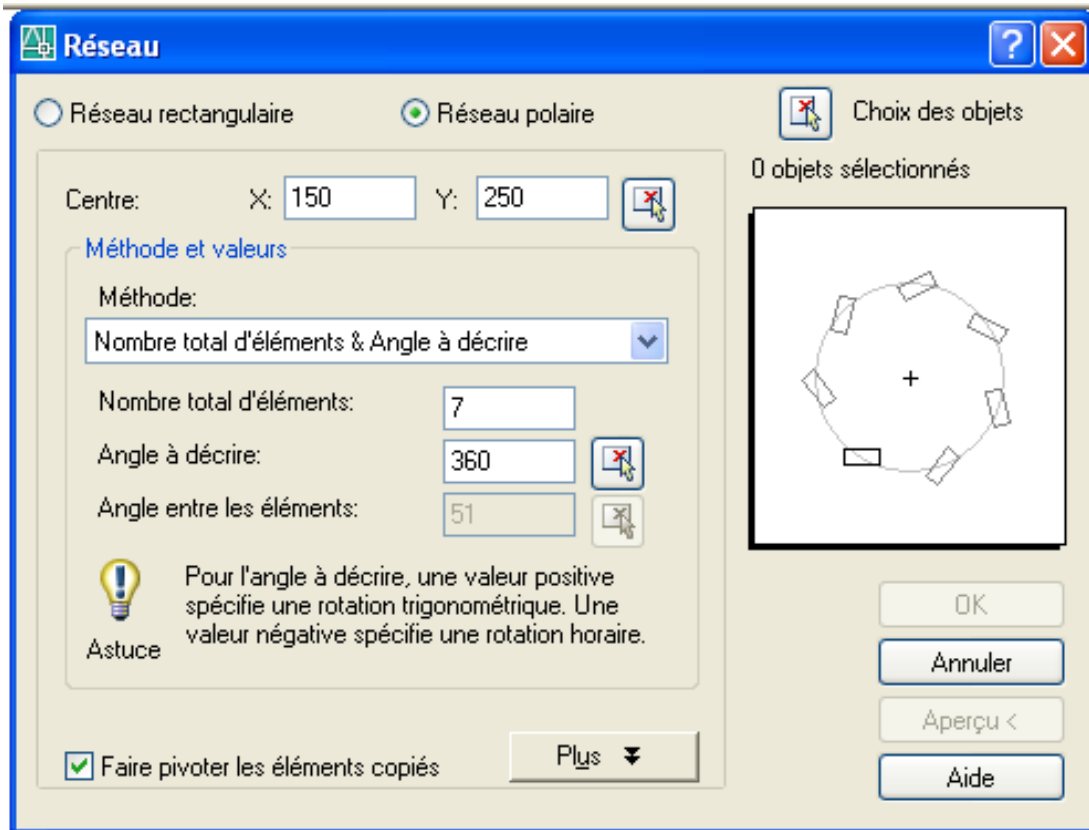 Réseau
Réseau rectangulaire
Réseau polaire
Choix des objets
0 objets sélectionnés
Centre: X: 150 Y: 250
Méthode et valeurs
Méthode:
Nombre total d'éléments & Angle à décrire
Nombre total d'éléments: 7
Angle à décrire: 360
Angle entre les éléments: 51
Astuce
Pour l'angle à décrire, une valeur positive
spécifie une rotation trigonométrique. Une
valeur négative spécifie une rotation horaire.
Faire pivoter les éléments copiés
Plus
OK
Annuler
Aperçu <
Aide